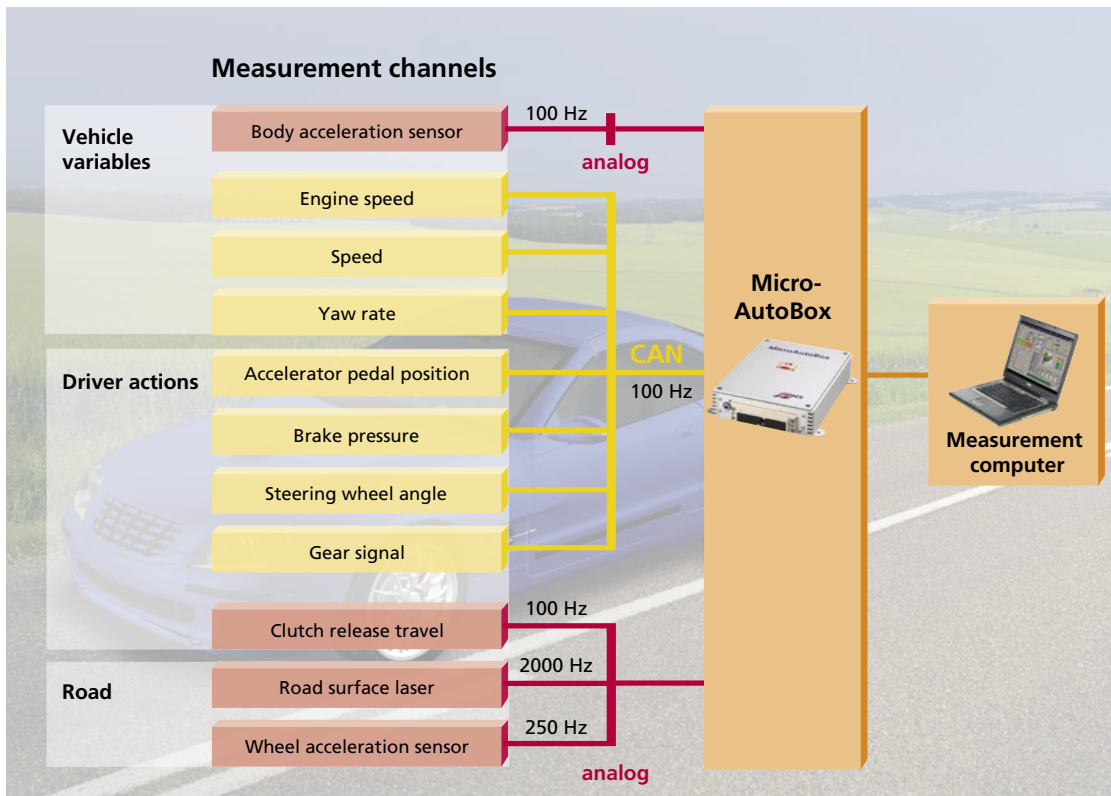 Measurement channels
Vehicle
variables
Body acceleration sensor
100 Hz
analog
Engine speed
Speed
Yaw rate
Driver actions
Accelerator pedal position
Brake pressure
Steering wheel angle
Gear signal
CAN
100 Hz
Clutch release travel
100 Hz
Road
Road surface laser
2000 Hz
Wheel acceleration sensor
250 Hz
analog
Micro-
AutoBox
MicroAutoBox
Measurement
computer